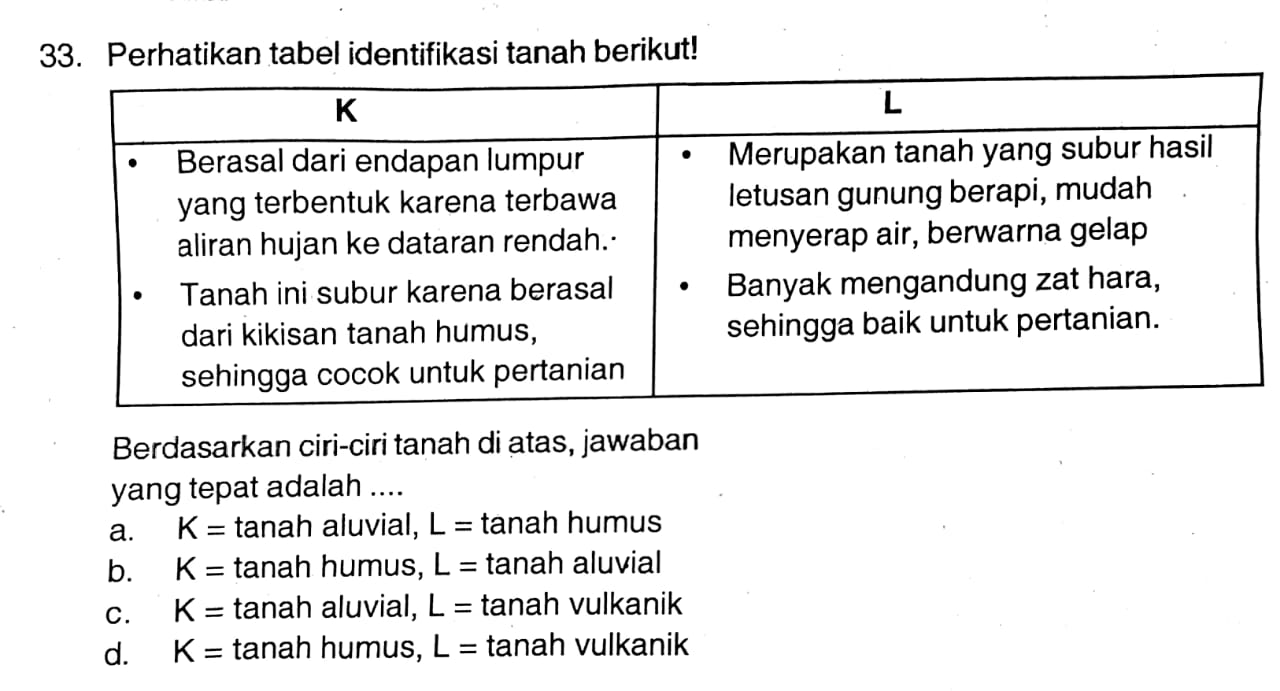 33. Perhatikan tabel identifikasi tanah berikut!
K
• Berasal dari endapan lumpur
yang terbentuk karena terbawa
aliran hujan ke dataran rendah.
• Tanah ini subur karena berasal
dari kikisan tanah humus,
sehingga cocok untuk pertanian
L
• Merupakan tanah yang subur hasil
letusan gunung berapi, mudah
menyerap air, berwarna gelap
• Banyak mengandung zat hara,
sehingga baik untuk pertanian.
Berdasarkan ciri-ciri tanah di atas, jawaban
yang tepat adalah ....
a. K = tanah aluvial, L = tanah humus
b. K = tanah humus, L = tanah aluvial
c. K = tanah aluvial, L = tanah vulkanik
d. K = tanah humus, L = tanah vulkanik